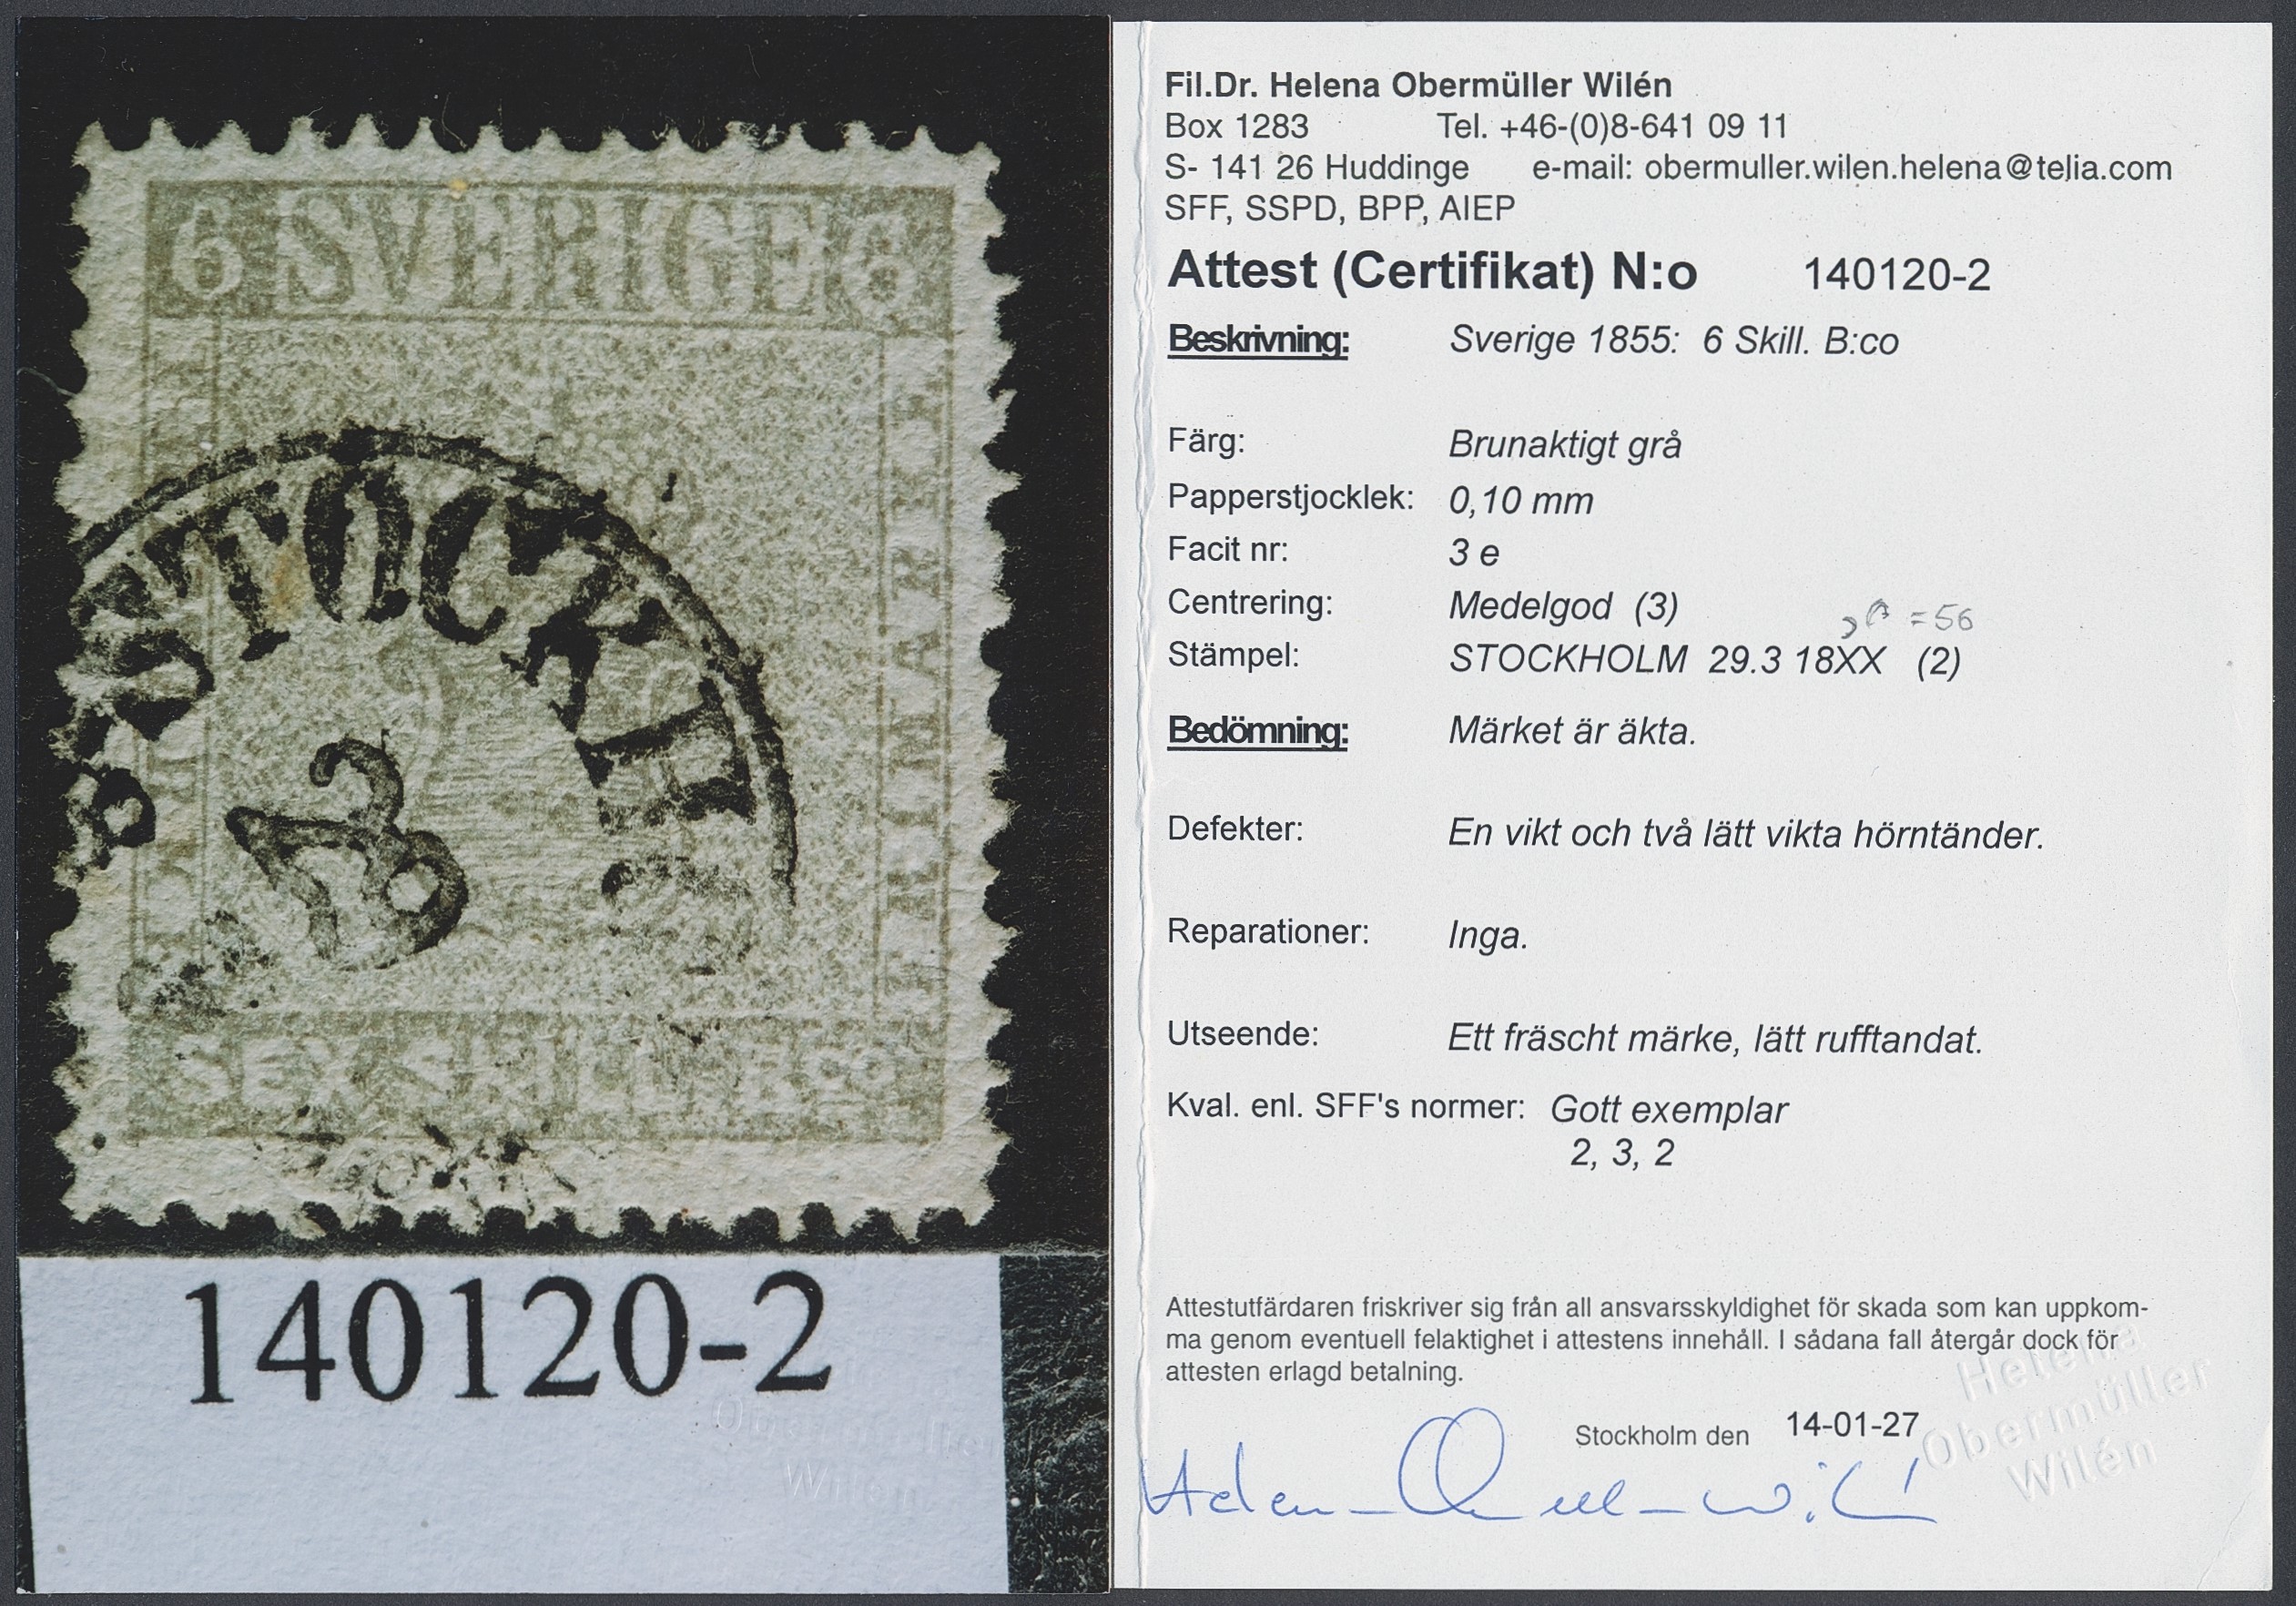 6 SVERIGE 6
STOCKH
SEX SKILL. Bco
140120-2
Fil.Dr. Helena Obermüller Wilén
Box 1283 Tel. +46-(0)8-641 09 11
S- 141 26 Huddinge e-mail: obermuller.wilen.helena@telia.com
SFF, SSPD, BPP, AIEP
Attest (Certifikat) N:o 140120-2
Beskrivning: Sverige 1855: 6 Skill. B:co
Färg: Brunaktigt grå
Papperstjocklek: 0,10 mm
Facit nr: 3 e
Centrering: Medelgod (3)
=56
Stämpel: STOCKHOLM 29.3 18XX (2)
Bedömning: Märket är äkta.
Defekter: En vikt och två lätt vikta hörntänder.
Reparationer: Inga.
Utseende: Ett fräscht märke, lätt rufftandat.
Kval. enl. SFF's normer: Gott exemplar
2, 3, 2
Attestutfärdaren friskriver sig från all ansvarsskyldighet för skada som kan uppkom-
ma genom eventuell felaktighet i attestens innehåll. I sådana fall återgår dock för
attesten erlagd betalning.
Stockholm den 14-01-27
Helena
Obermüller
Wilén